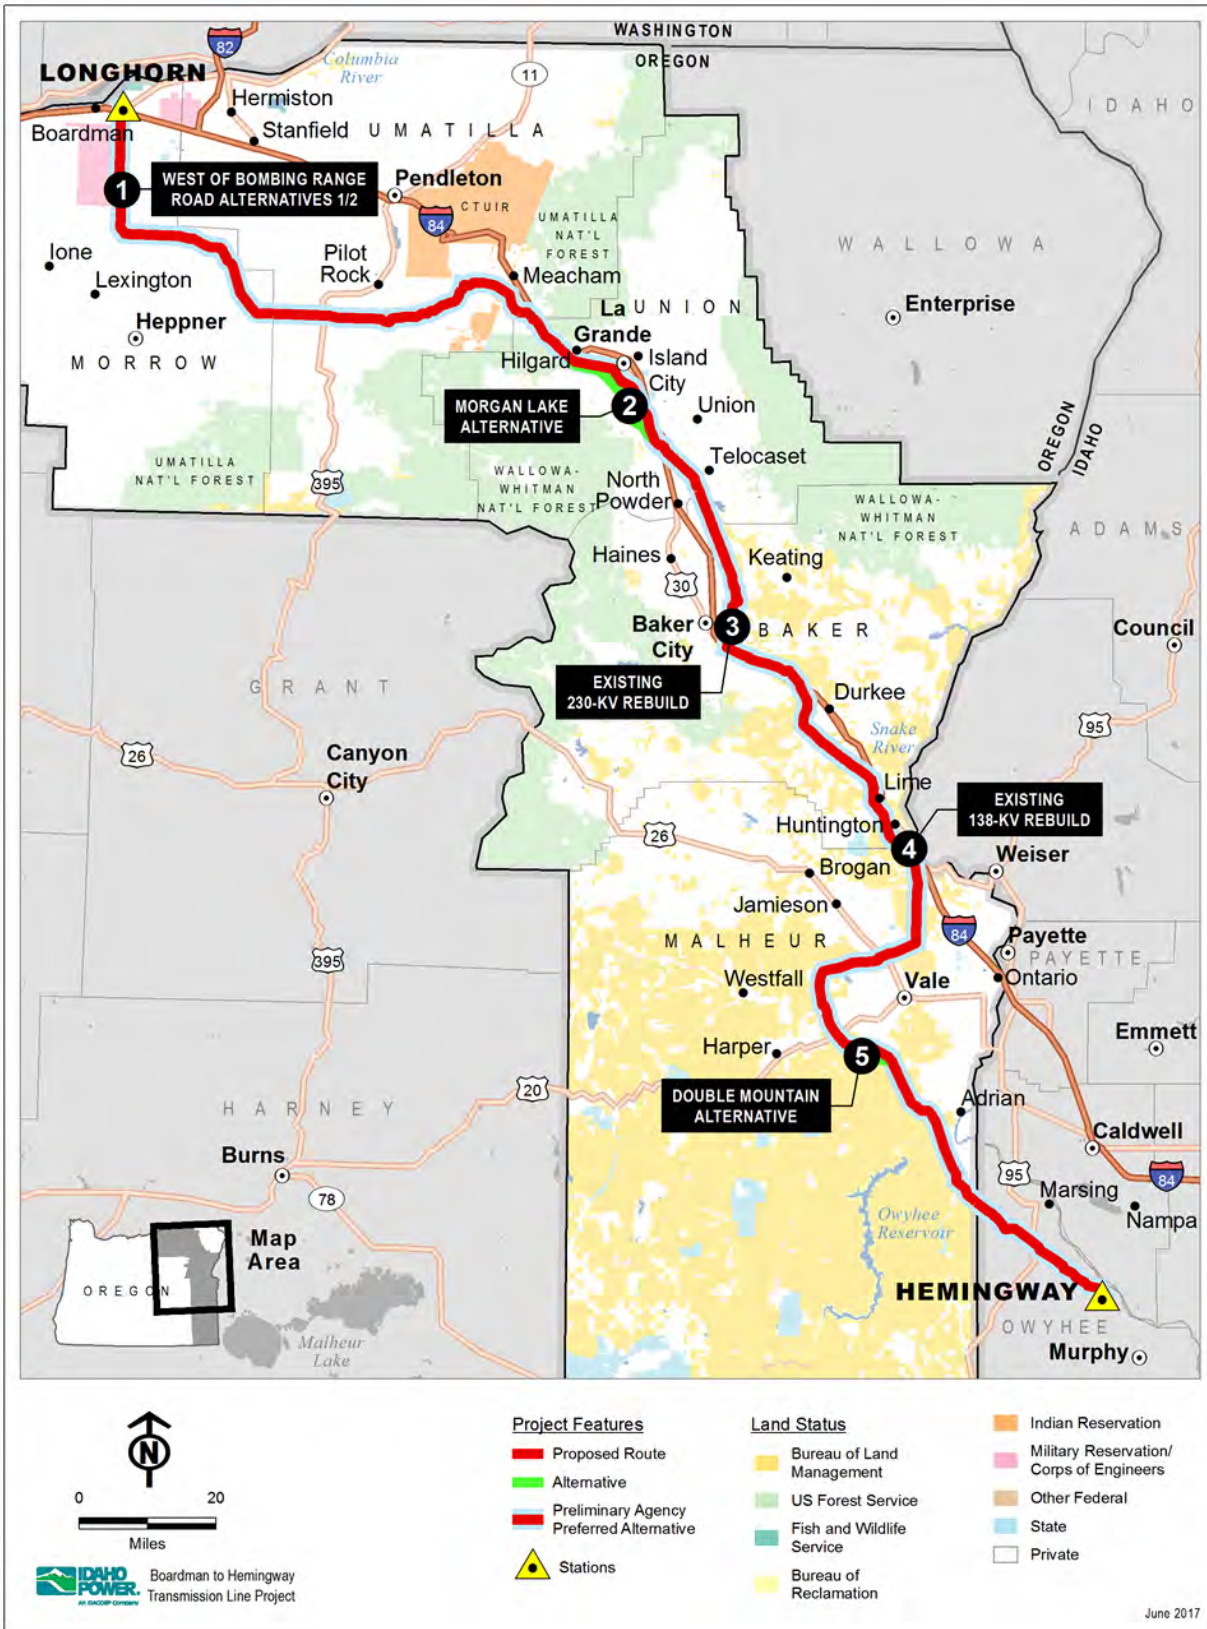 WASHINGTON
OREGON
82
Columbia
River
11
IDAHO
LONGHORN
Hermiston
Boardman
Stanfield
UMATILLA
1
WEST OF BOMBING RANGE
ROAD ALTERNATIVES 1/2
Pendleton
CTUIR
84
UMATILLA
NAT'L
FOREST
WALLOWA
Ione
Pilot
Rock
Lexington
Meacham
Heppner
La
Grande
UNION
Enterprise
MORROW
Hilgard
Island
City
MORGAN LAKE
ALTERNATIVE
2
Union
OREGON
IDAHO
UMATILLA
NAT'L FOREST
395
WALLOWA-
WHITMAN
NAT'L FOREST
Telocaset
North
Powder
WALLOWA-
WHITMAN
NAT'L FOREST
ADAMS
Haines
30
Keating
Baker
City
3
BAKER
Council
EXISTING
230-KV REBUILD
GRANT
Durkee
Snake
River
95
26
Canyon
City
Lime
EXISTING
138-KV REBUILD
Huntington
26
4
Weiser
Brogan
Jamieson
84
MALHEUR
Payette
PAYETTE
395
Westfall
Vale
Ontario
Harper
5
Emmett
20
DOUBLE MOUNTAIN
ALTERNATIVE
Adrian
HARNEY
Caldwell
Burns
95
84
78
Marsing
Nampa
Map
Area
Owyhee
Reservoir
OREGON
HEMINGWAY
OWYHEE
Malheur
Lake
Murphy
N
0 20
Miles
IDAHO
POWER.
An IDACORP Company
Boardman to Hemingway
Transmission Line Project
Project Features
Proposed Route
Alternative
Preliminary Agency
Preferred Alternative
Stations
Land Status
Bureau of Land
Management
US Forest Service
Fish and Wildlife
Service
Bureau of
Reclamation
Indian Reservation
Military Reservation/
Corps of Engineers
Other Federal
State
Private
June 2017